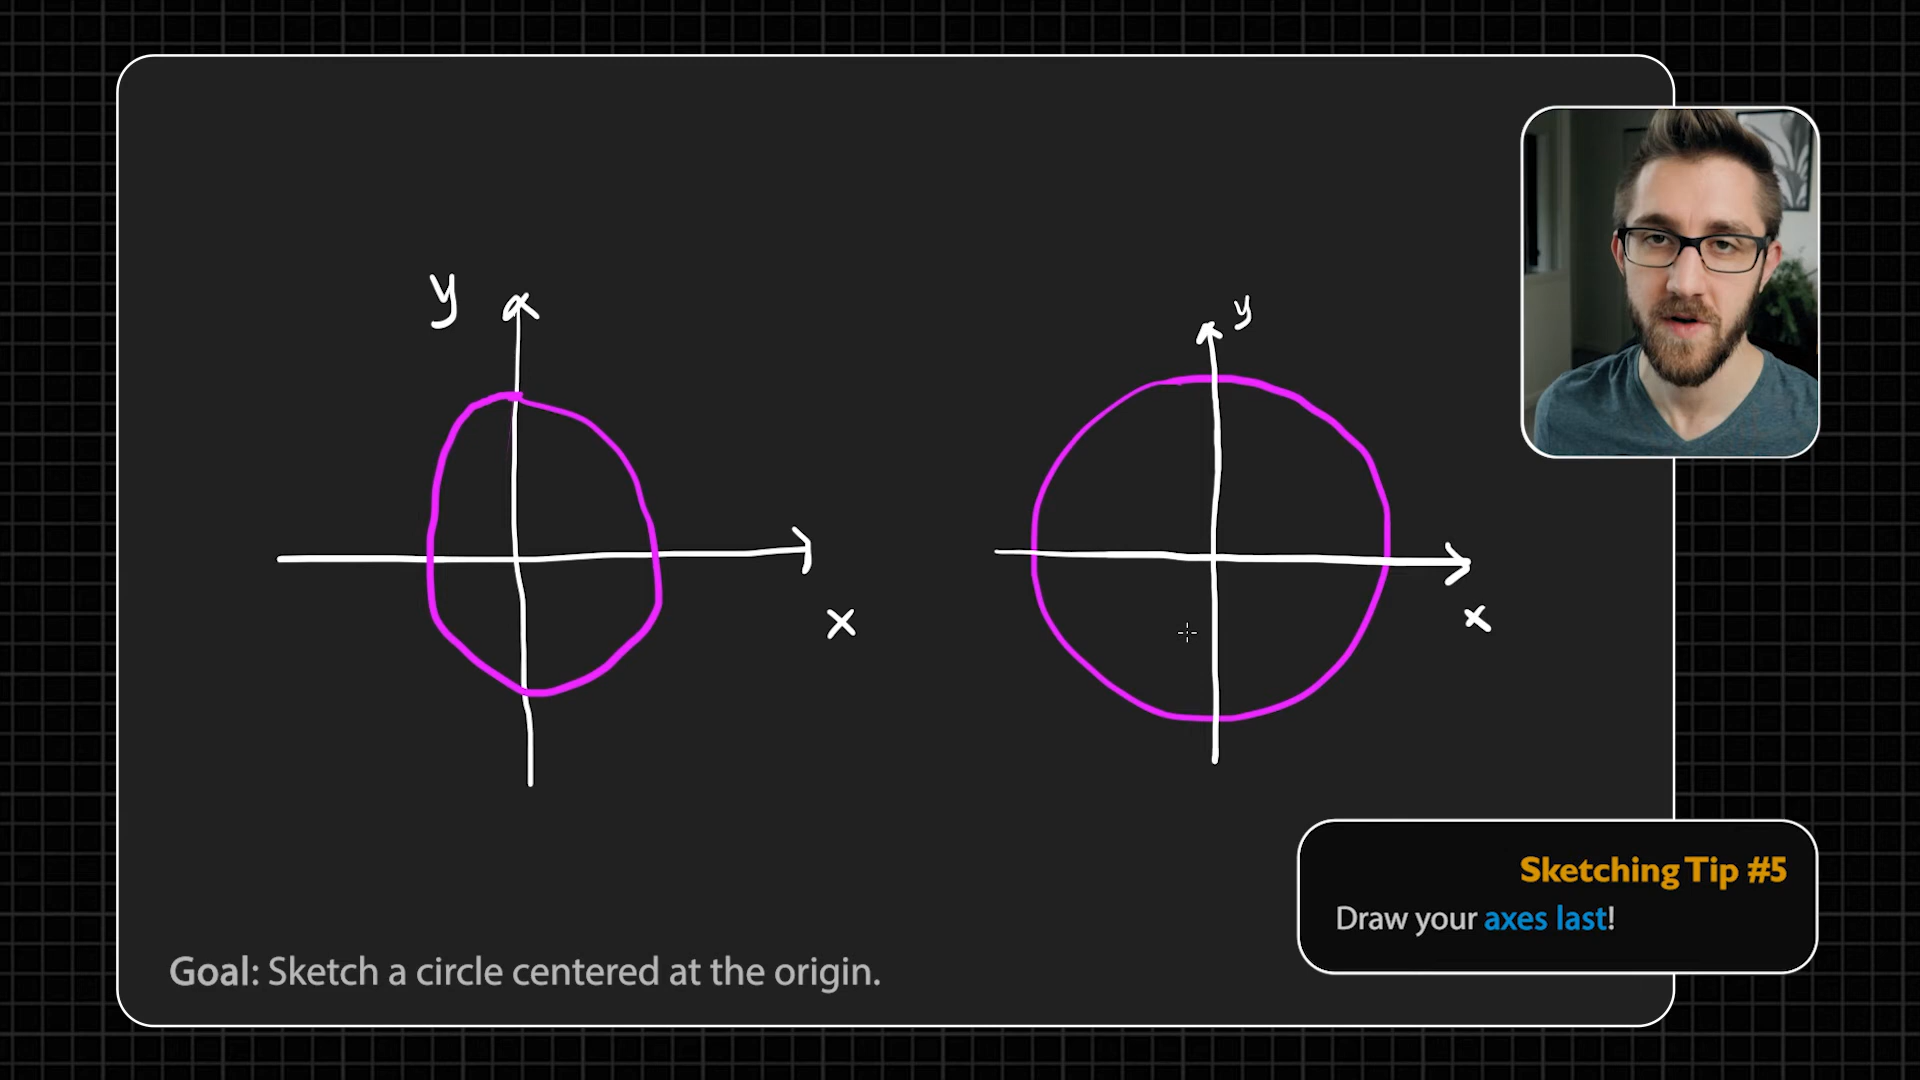 y
x
y
x
Sketching Tip #5
Draw your axes last!
Goal: Sketch a circle centered at the origin.